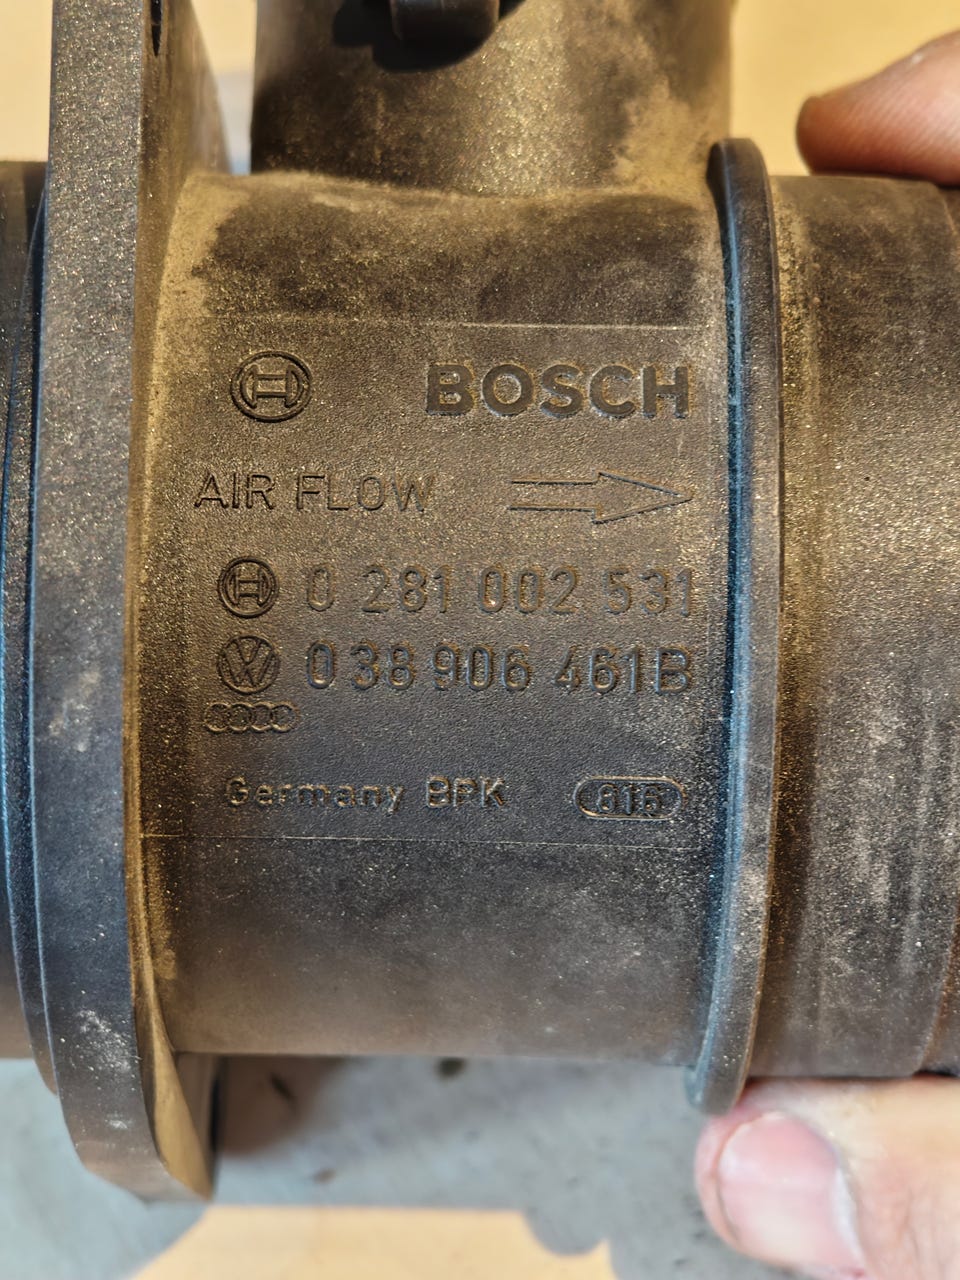 BOSCH
AIR FLOW
0 281 002 531
038 906 461B
Germany BPK 615